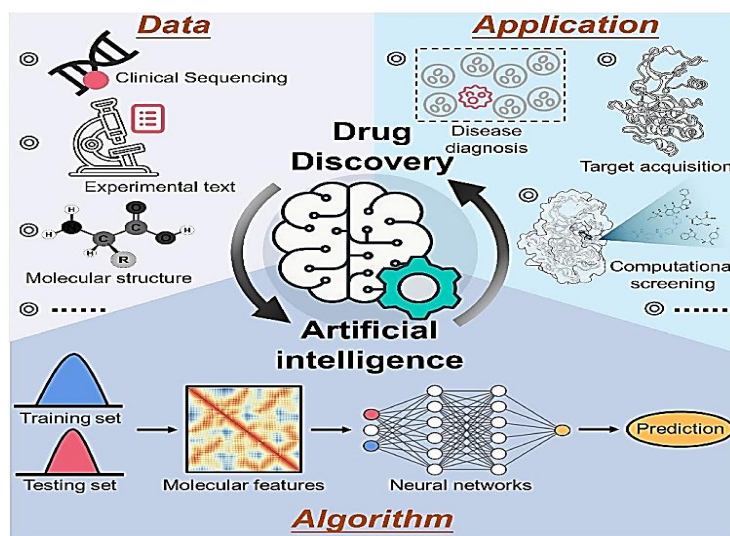 Data
Clinical Sequencing
Experimental text
H
H
N
H
C
R
C
O
O
H
Molecular structure
......
Application
Disease
diagnosis
Target acquisition
Computationa
screening
......
Drug
Discovery
Artificial
intelligence
Training set
Testing set
Molecular features
Neural networks
Prediction
Algorithm